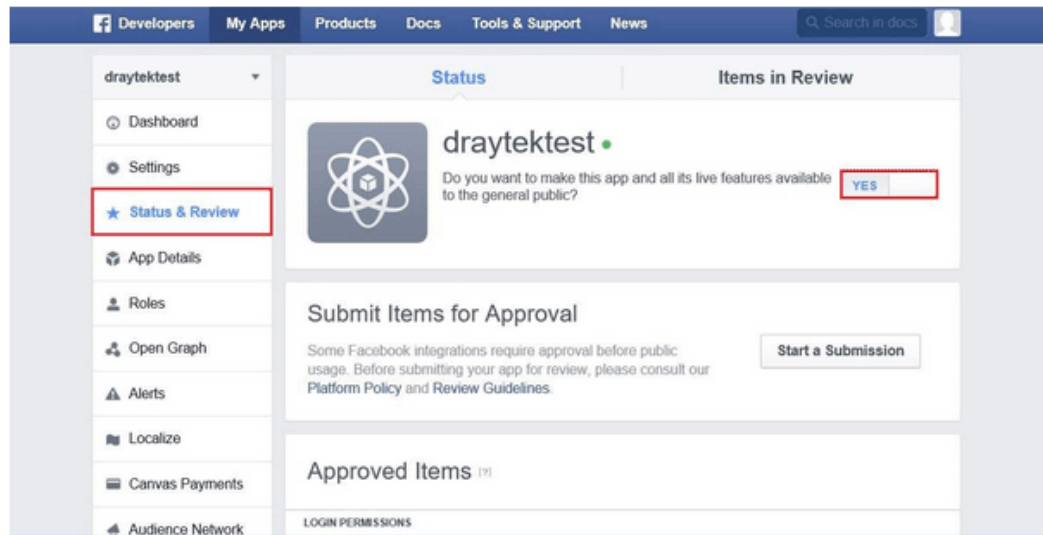 Developers My Apps Products Docs Tools & Support News Search in docs
draytektest
Dashboard
Settings
Status & Review
App Details
Roles
Open Graph
Alerts
Localize
Canvas Payments
Audience Network
Status Items in Review
draytektest
Do you want to make this app and all its live features available
to the general public?
YES
Submit Items for Approval
Some Facebook integrations require approval before public
usage. Before submitting your app for review, please consult our
Platform Policy and Review Guidelines.
Start a Submission
Approved Items [?]
LOGIN PERMISSIONS